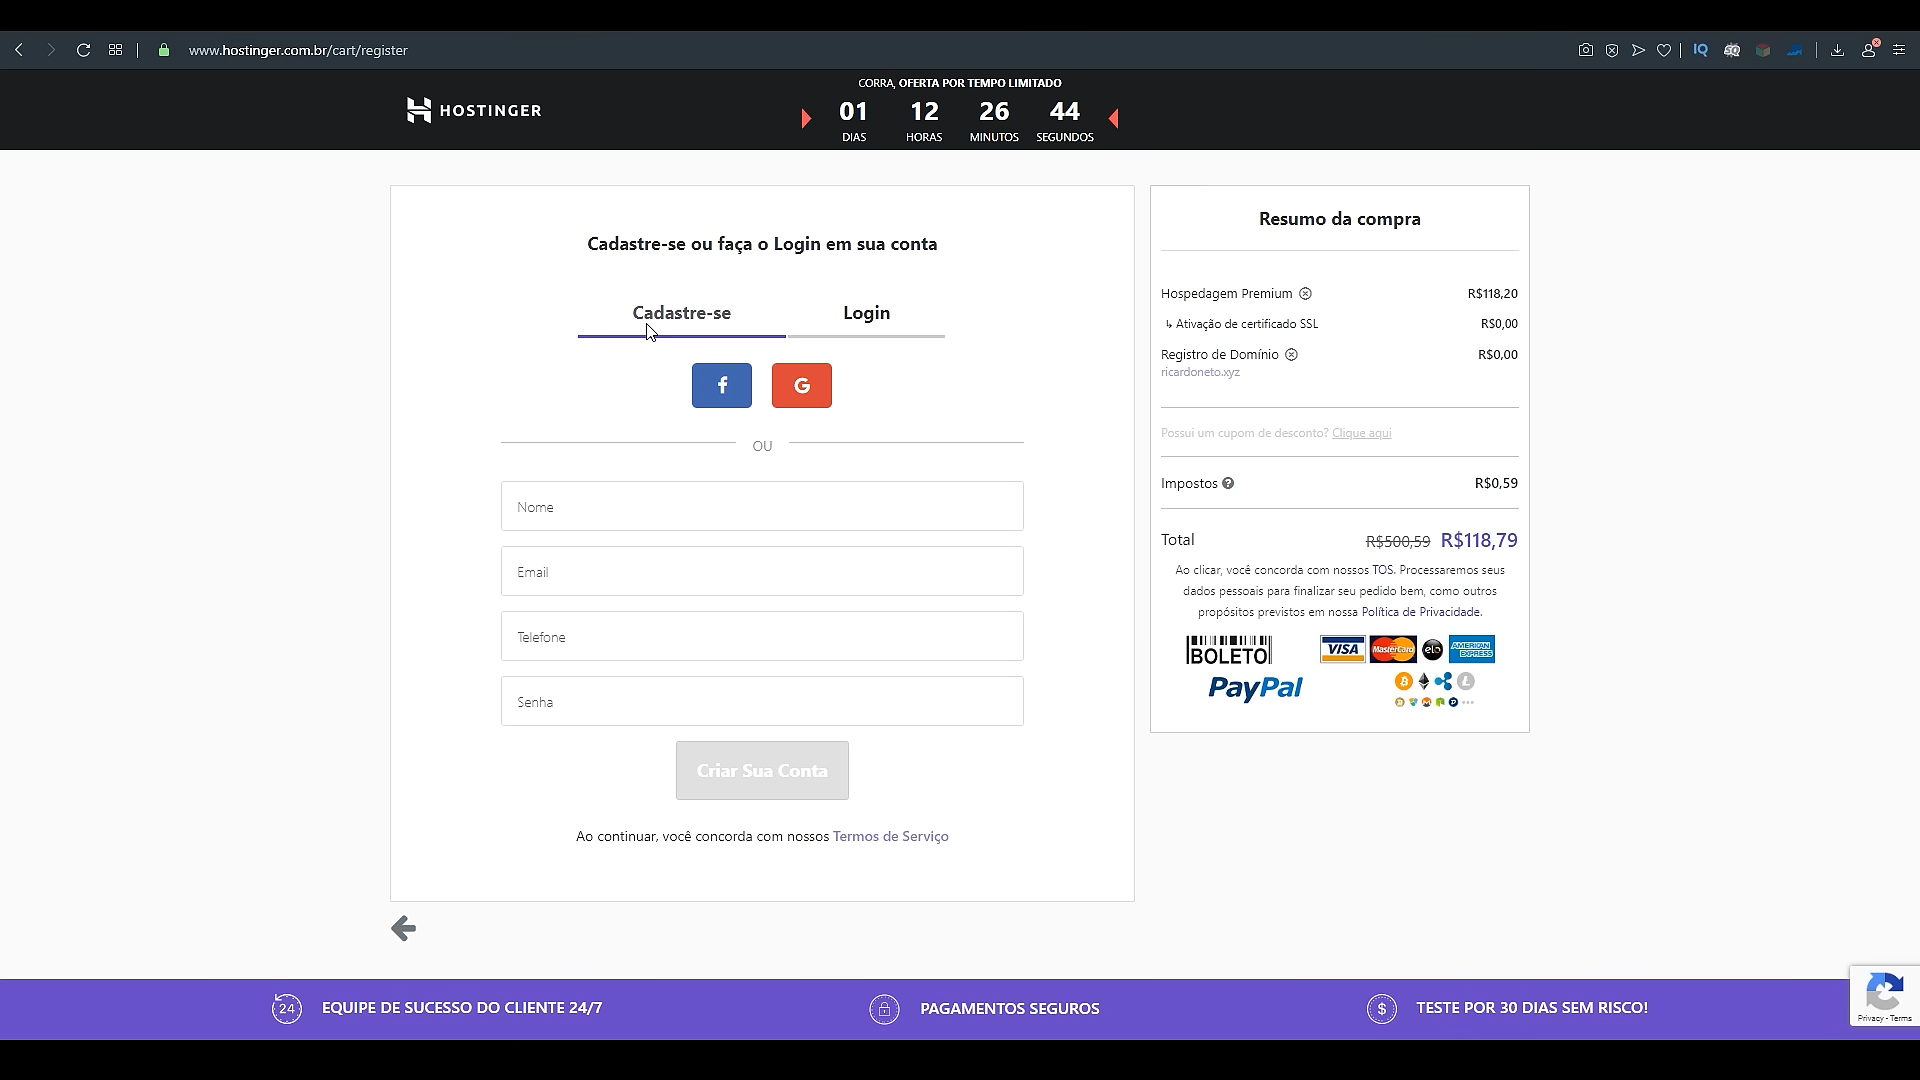 www.hostinger.com.br/cart/register
IQ
HOSTINGER
CORRA, OFERTA POR TEMPO LIMITADO
01 12 26 44
DIAS HORAS MINUTOS SEGUNDOS
Cadastre-se ou faça o Login em sua conta
Cadastre-se Login
f G
OU
Nome
Email
Telefone
Senha
Criar Sua Conta
Ao continuar, você concorda com nossos Termos de Serviço
Resumo da compra
Hospedagem Premium R$118,20
↳ Ativação de certificado SSL R$0,00
Registro de Domínio R$0,00
ricardoneto.xyz
Possui um cupom de desconto? Clique aqui
Impostos R$0,59
Total R$500,59 R$118,79
Ao clicar, você concorda com nossos TOS. Processaremos seus
dados pessoais para finalizar seu pedido bem, como outros
propósitos previstos em nossa Política de Privacidade.
BOLETO VISA MasterCard elo AMERICAN EXPRESS
PayPal
24 EQUIPE DE SUCESSO DO CLIENTE 24/7
PAGAMENTOS SEGUROS
$ TESTE POR 30 DIAS SEM RISCO!
Privacy - Terms